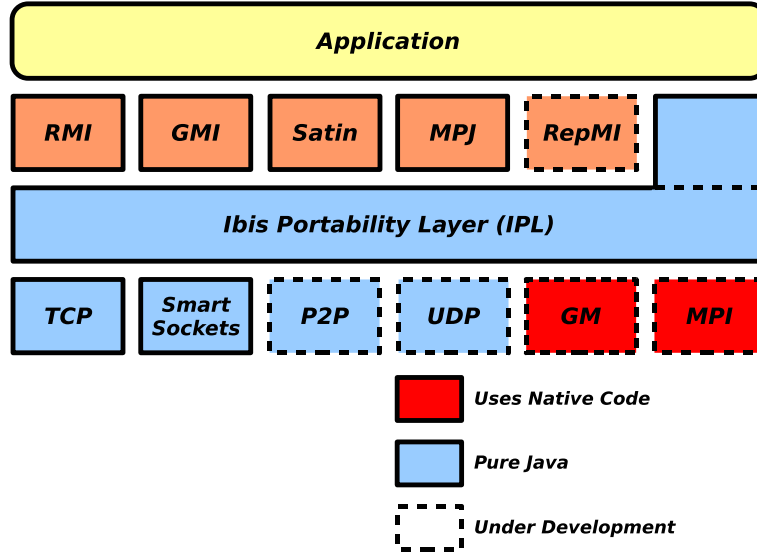 Application
RMI
GMI
Satin
MPJ
RepMI
Ibis Portability Layer (IPL)
TCP
Smart
Sockets
P2P
UDP
GM
MPI
Uses Native Code
Pure Java
Under Development